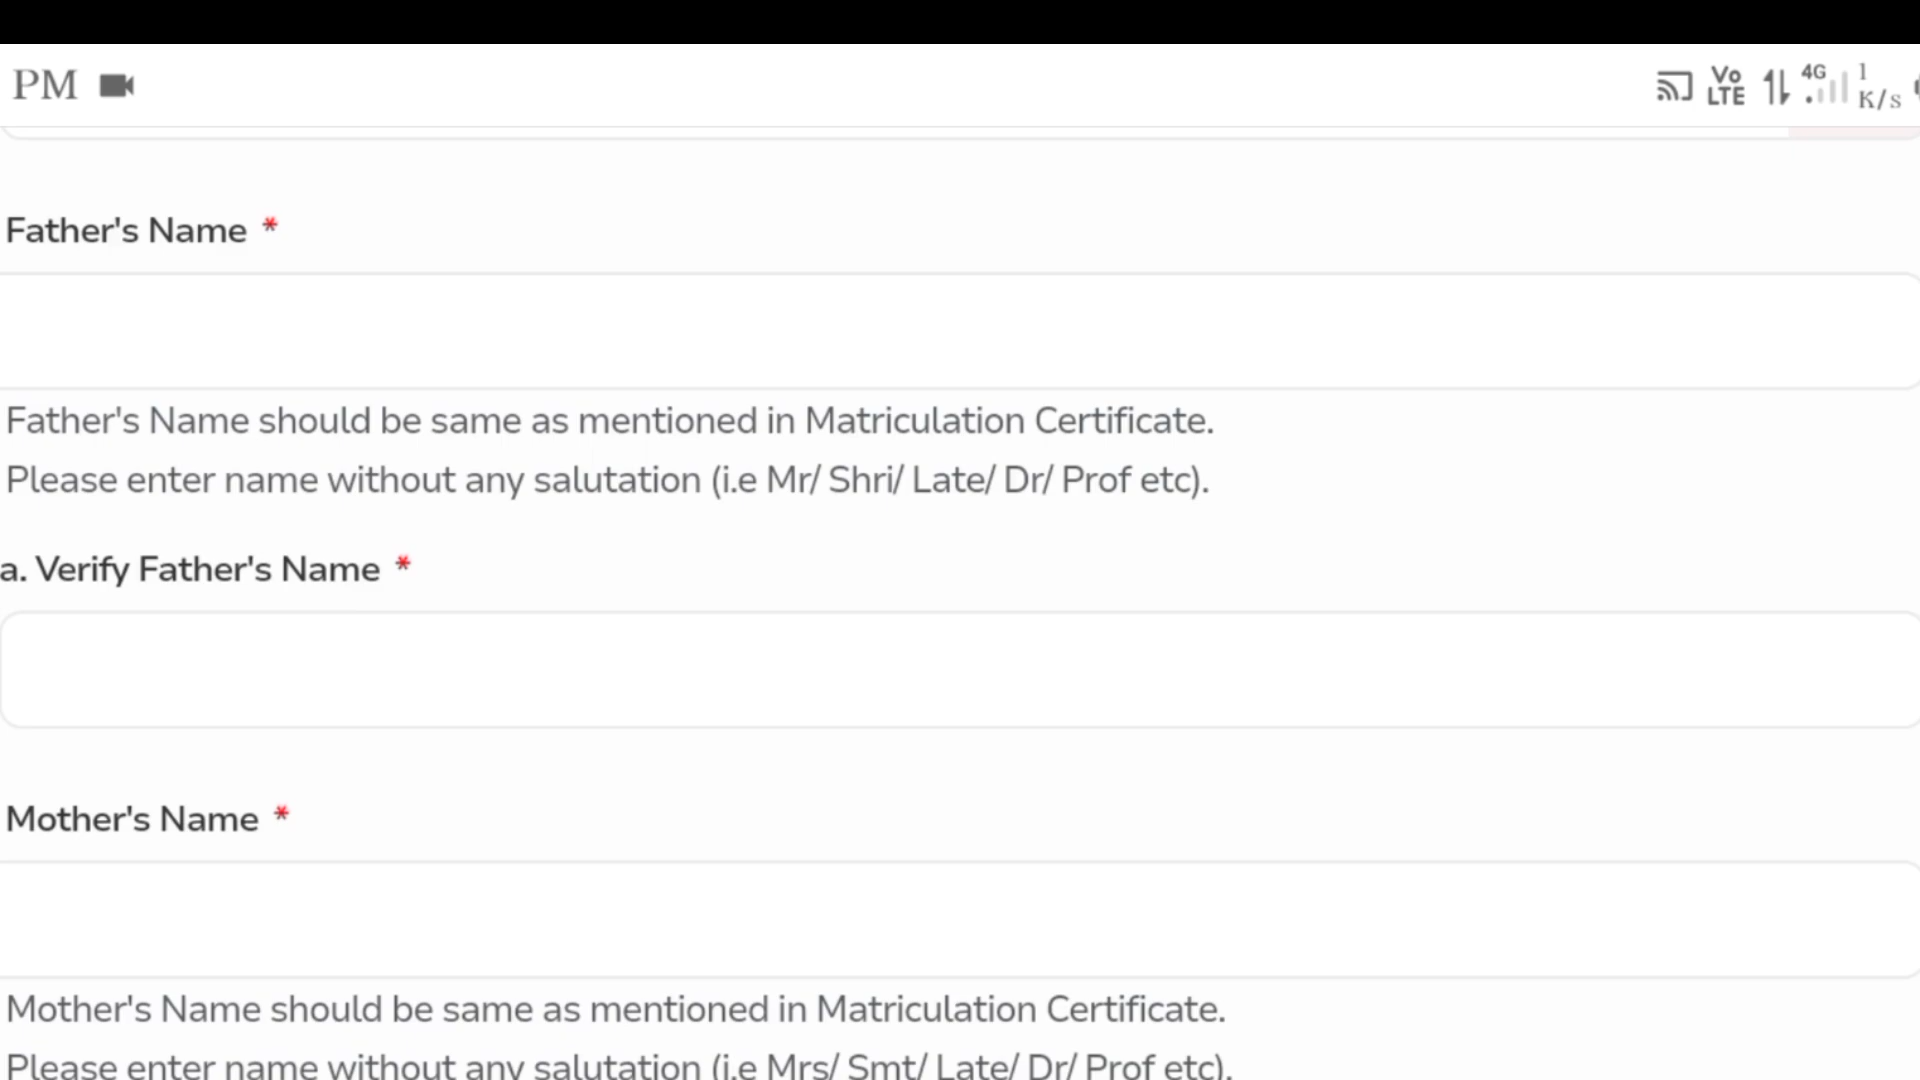 PM
Vo
LTE
4G
1
K/s
Father's Name *
Father's Name should be same as mentioned in Matriculation Certificate.
Please enter name without any salutation (i.e Mr/ Shri/ Late/ Dr/ Prof etc).
a. Verify Father's Name *
Mother's Name *
Mother's Name should be same as mentioned in Matriculation Certificate.
Please enter name without any salutation (i.e Mrs/ Smt/ Late/ Dr/ Prof etc).